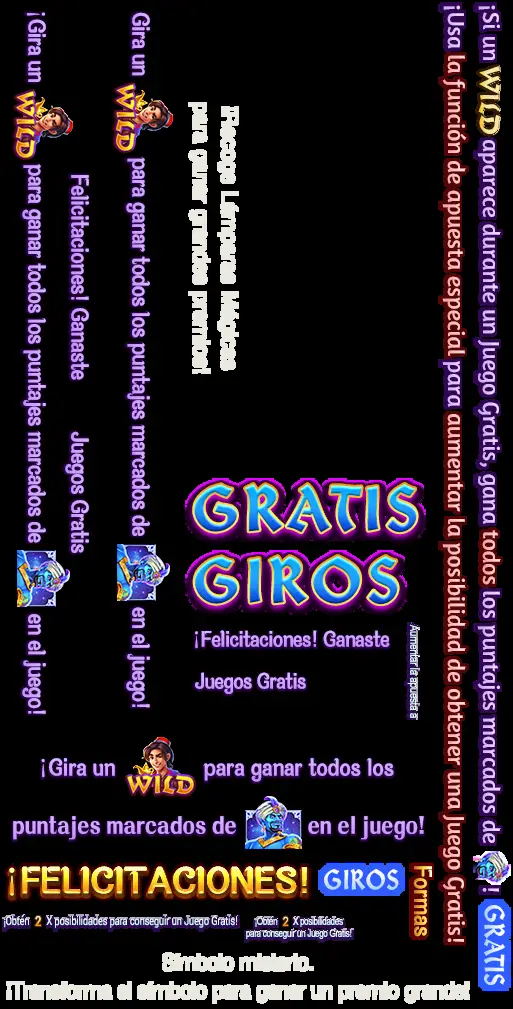 ¡Si un WILD aparece durante un Juego Gratis, gana todos los puntajes marcados de !
¡Usa la función de apuesta especial para aumentar la posibilidad de obtener una Juego Gratis!
GRATIS
¡Recoge Lámparas Mágicas
para ganar grandes premios!
Gira un WILD para ganar todos los puntajes marcados de en el juego!
Felicitaciones! Ganaste Juegos Gratis
¡Gira un WILD para ganar todos los puntajes marcados de en el juego!
GRATIS
GIROS
¡Felicitaciones! Ganaste
Juegos Gratis
Aumentar la apuesta a
¡Gira un WILD para ganar todos los
puntajes marcados de en el juego!
¡FELICITACIONES!
GIROS
Formas
¡Obtén 2 X posibilidades para conseguir un Juego Gratis!
¡Obtén 2 X posibilidades
para conseguir un Juego Gratis!
Símbolo misterio.
¡Transforma el símbolo para ganar un premio grande!